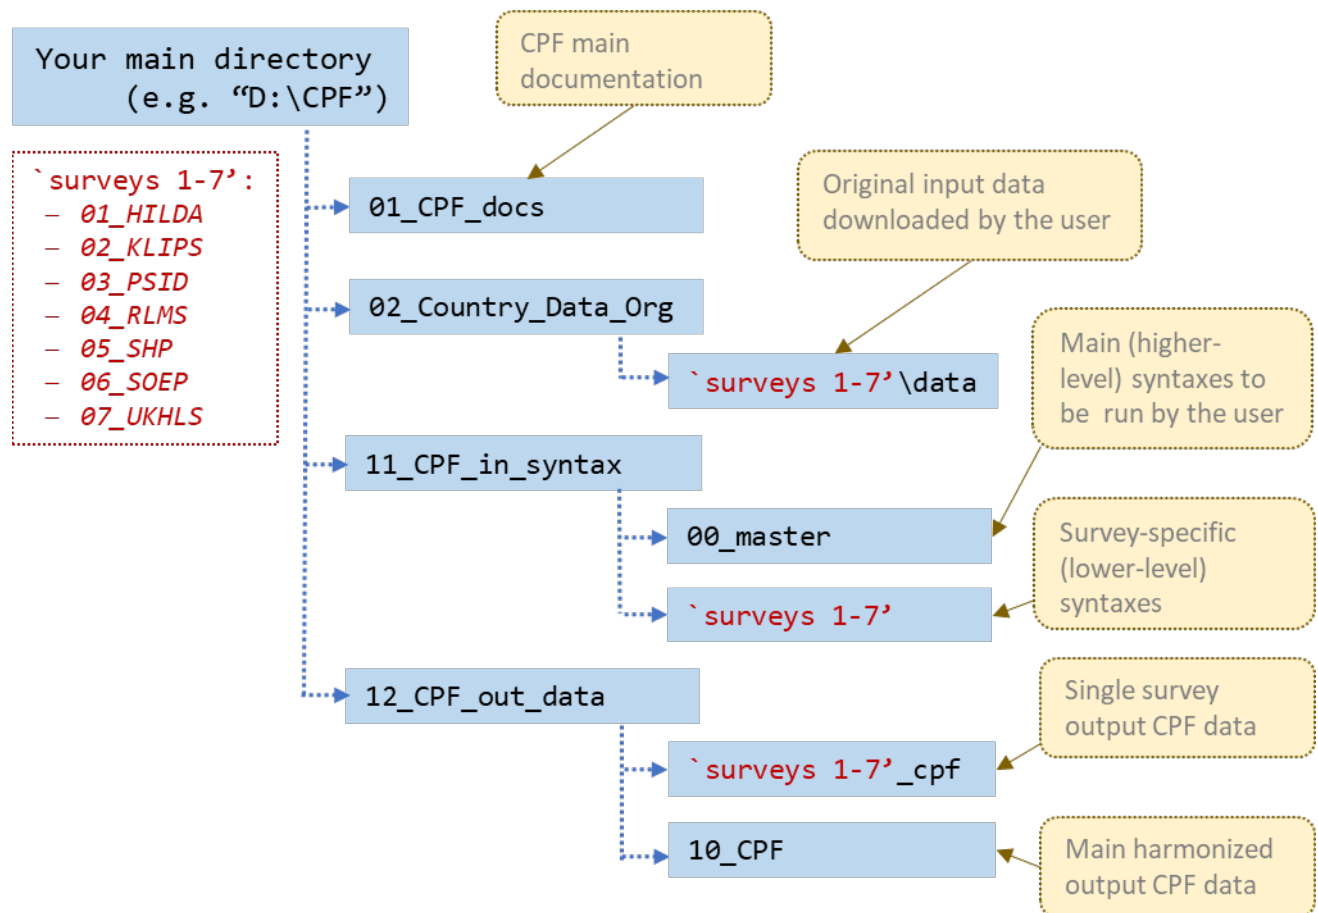 Your main directory
(e.g. “D:\CPF”)
CPF main
documentation
`surveys 1-7’:
– 01_HILDA
– 02_KLIPS
– 03_PSID
– 04_RLMS
– 05_SHP
– 06_SOEP
– 07_UKHLS
01_CPF_docs
Original input data
downloaded by the user
02_Country_Data_Org
`surveys 1-7’\data
Main (higher-
level) syntaxes to
be run by the user
11_CPF_in_syntax
00_master
Survey-specific
(lower-level)
syntaxes
`surveys 1-7’
12_CPF_out_data
Single survey
output CPF data
`surveys 1-7’_cpf
10_CPF
Main harmonized
output CPF data